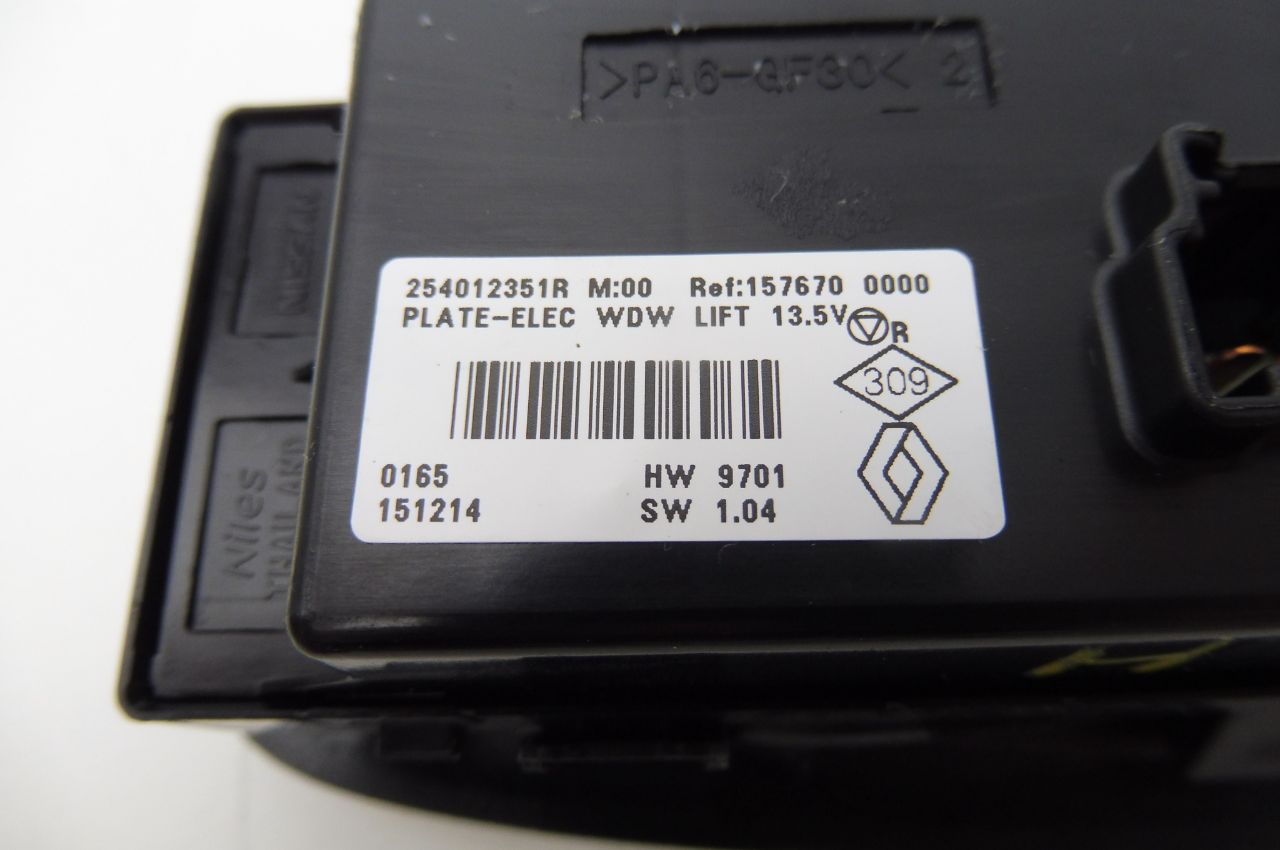 >PA6-GF30< 2
254012351R M:00 Ref:157670 0000
PLATE-ELEC WDW LIFT 13.5V
R
309
0165 HW 9701
151214 SW 1.04
Niles
THAILAND